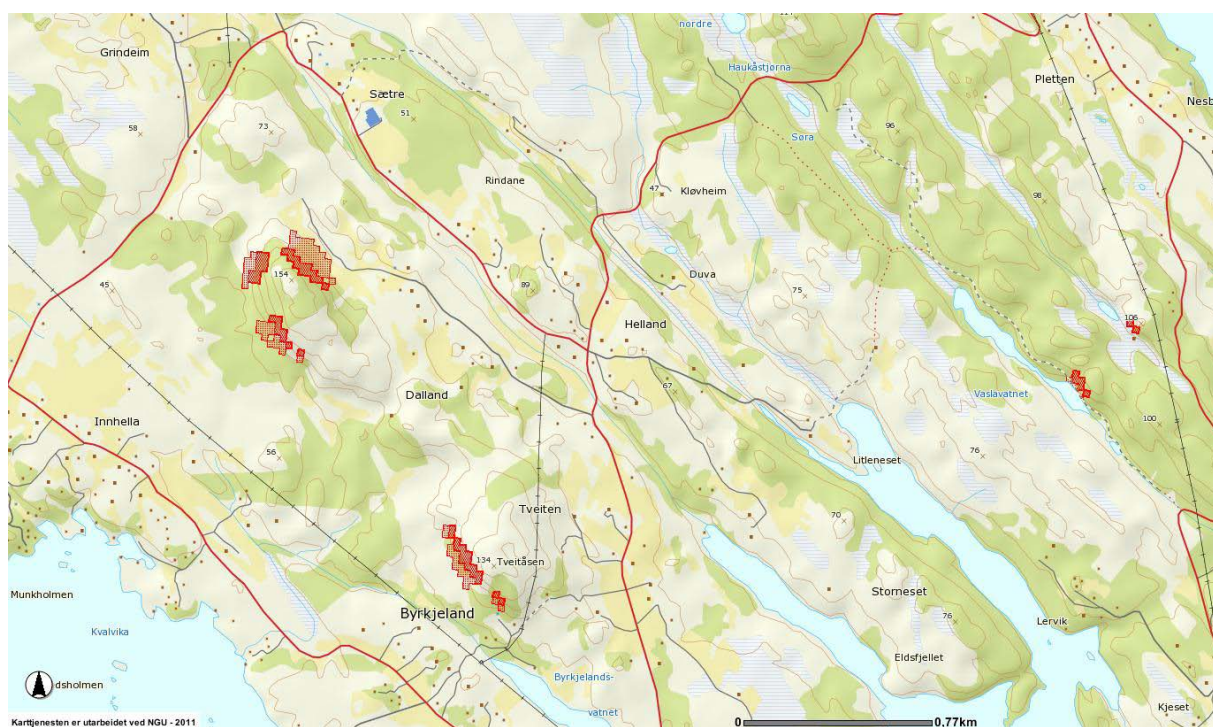 nordre
Grindeim
Haukåstjørna
Pletten
Sætre
51
58
73
96
Nesb
Søra
Rindane
47
Kløvheim
98
154
Duva
45
89
75
Helland
106
67
Dalland
Vaslavatnet
Innhella
100
56
76
Litleneset
Tveiten
70
134
Tveitåsen
Storneset
Munkholmen
Byrkjeland
76
Lervik
Kvalvika
Eldsfjellet
Byrkjelands-
vatnet
dsholmen
Kjeset
Karttjenesten er utarbeidet ved NGU - 2011
0 0.77km